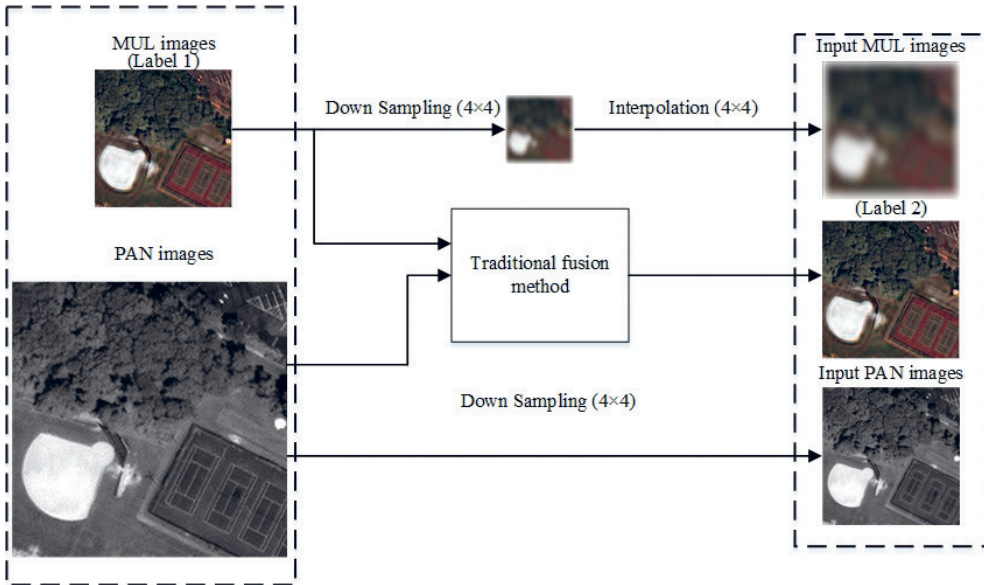 MUL images
(Label 1)
Down Sampling (4×4)
Interpolation (4×4)
Input MUL images
(Label 2)
PAN images
Traditional fusion
method
Input PAN images
Down Sampling (4×4)